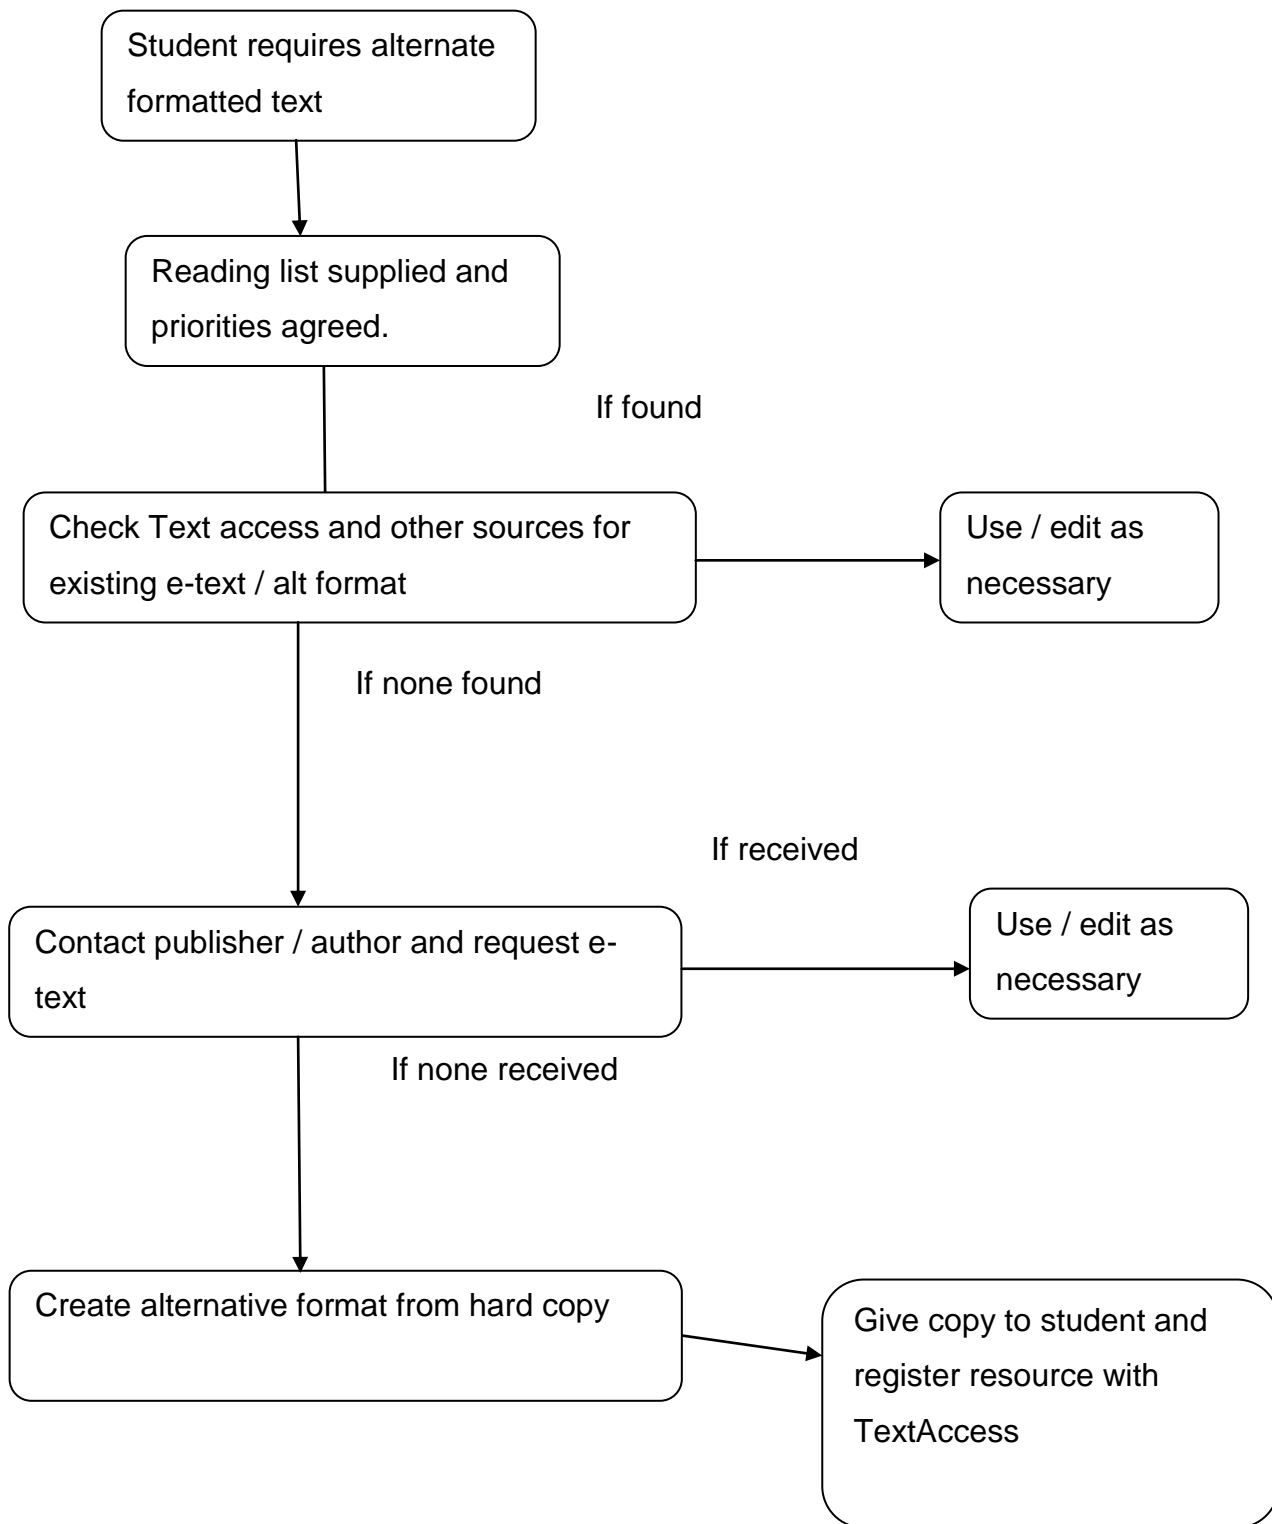 Student requires alternate
formatted text
Reading list supplied and
priorities agreed.
If found
Check Text access and other sources for
existing e-text / alt format
Use / edit as
necessary
If none found
If received
Contact publisher / author and request e-
text
Use / edit as
necessary
If none received
Create alternative format from hard copy
Give copy to student and
register resource with
TextAccess